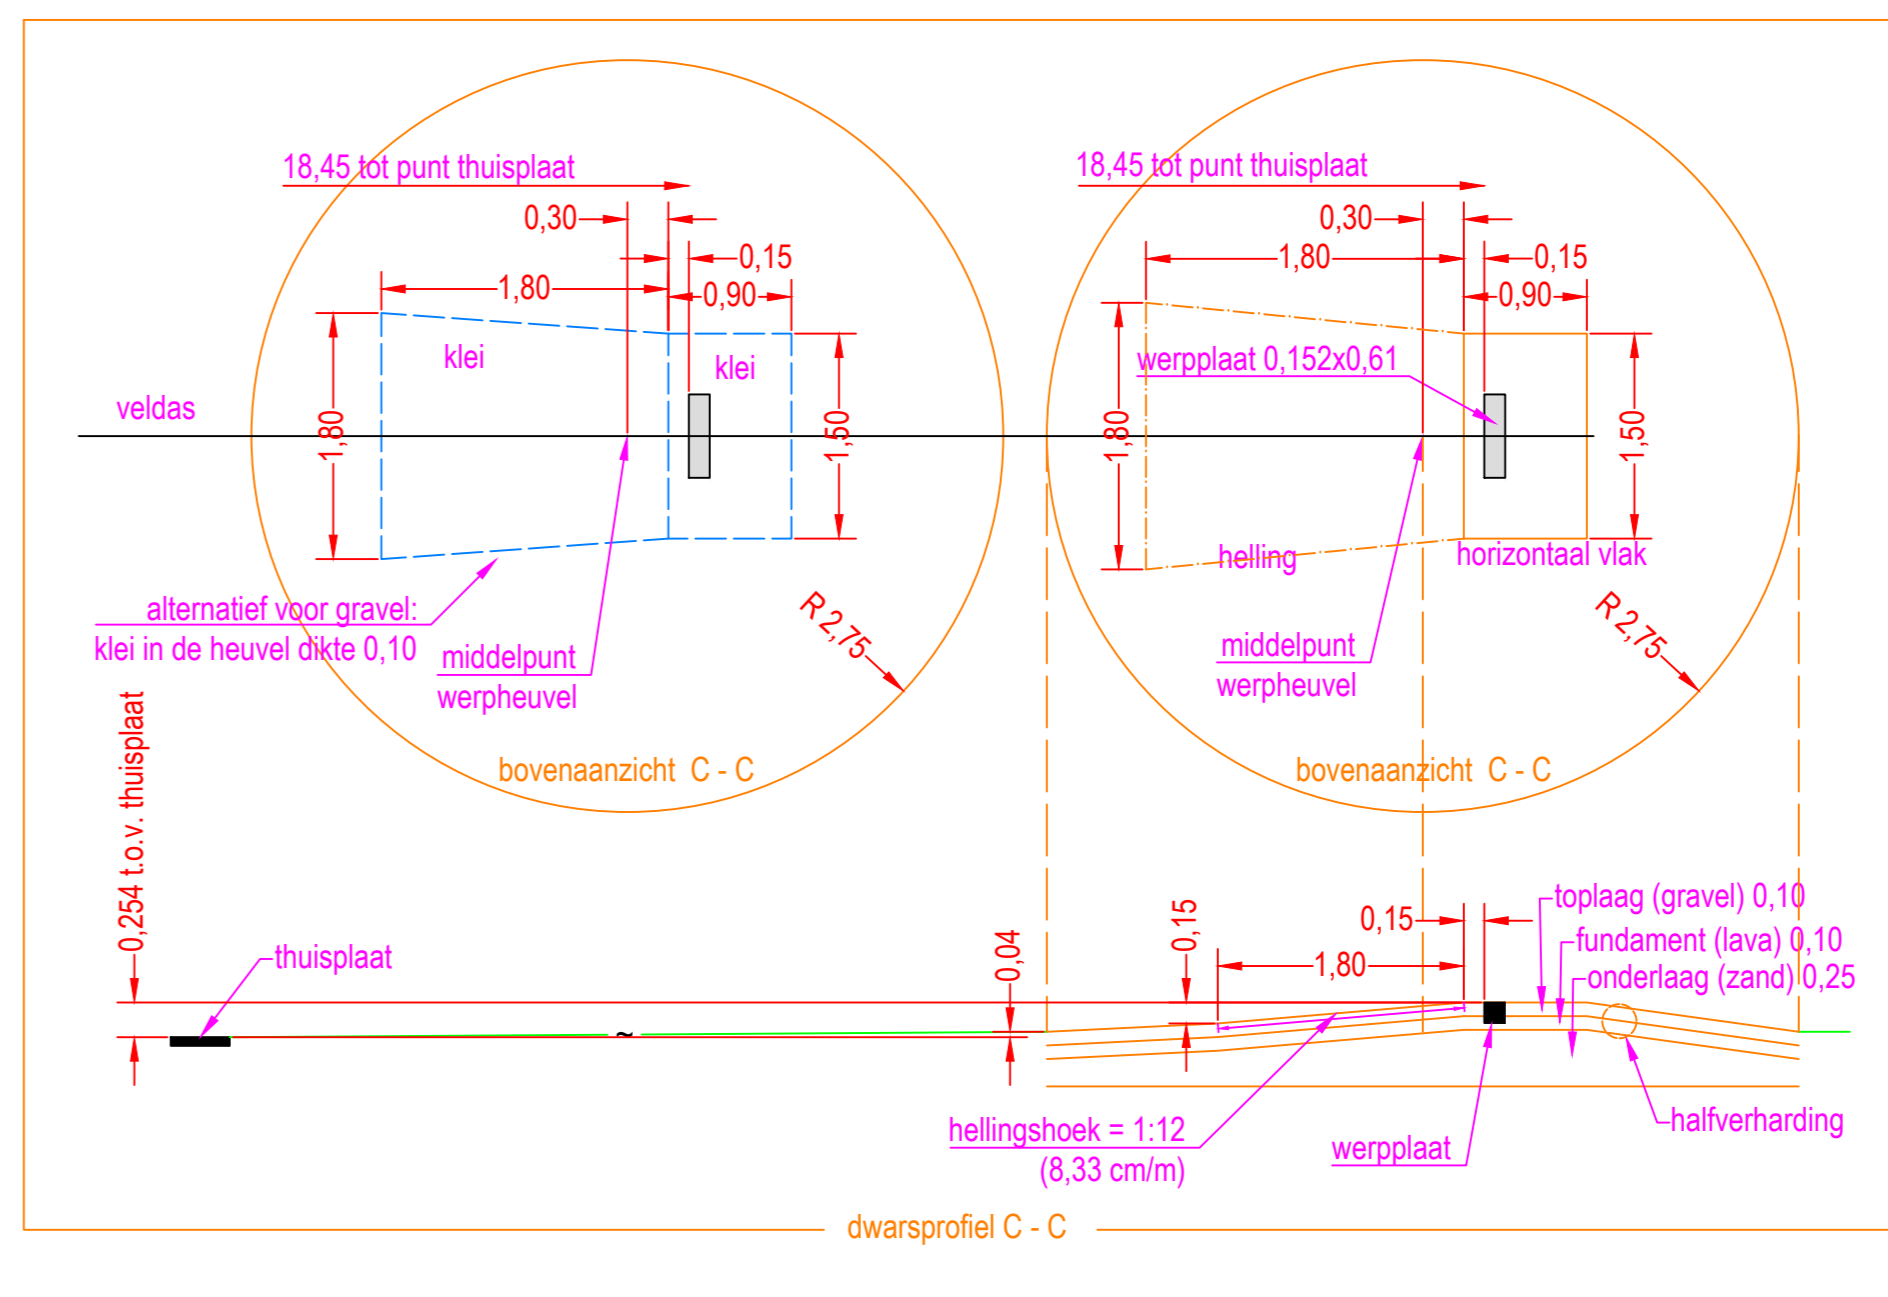 18,45 tot punt thuisplaat
0,30
0,15
1,80
0,90
klei
klei
veldas
1,80
1,50
alternatief voor gravel:
klei in de heuvel dikte 0,10
middelpunt
werpheuvel
R 2,75
bovenaanzicht C - C
18,45 tot punt thuisplaat
0,30
0,15
1,80
0,90
werpplaat 0,152x0,61
1,80
1,50
helling
horizontaal vlak
middelpunt
werpheuvel
R 2,75
bovenaanzicht C - C
0,254 t.o.v. thuisplaat
thuisplaat
~
0,04
0,15
1,80
0,15
toplaag (gravel) 0,10
fundament (lava) 0,10
onderlaag (zand) 0,25
hellingshoek = 1:12
(8,33 cm/m)
werpplaat
halfverharding
dwarsprofiel C - C